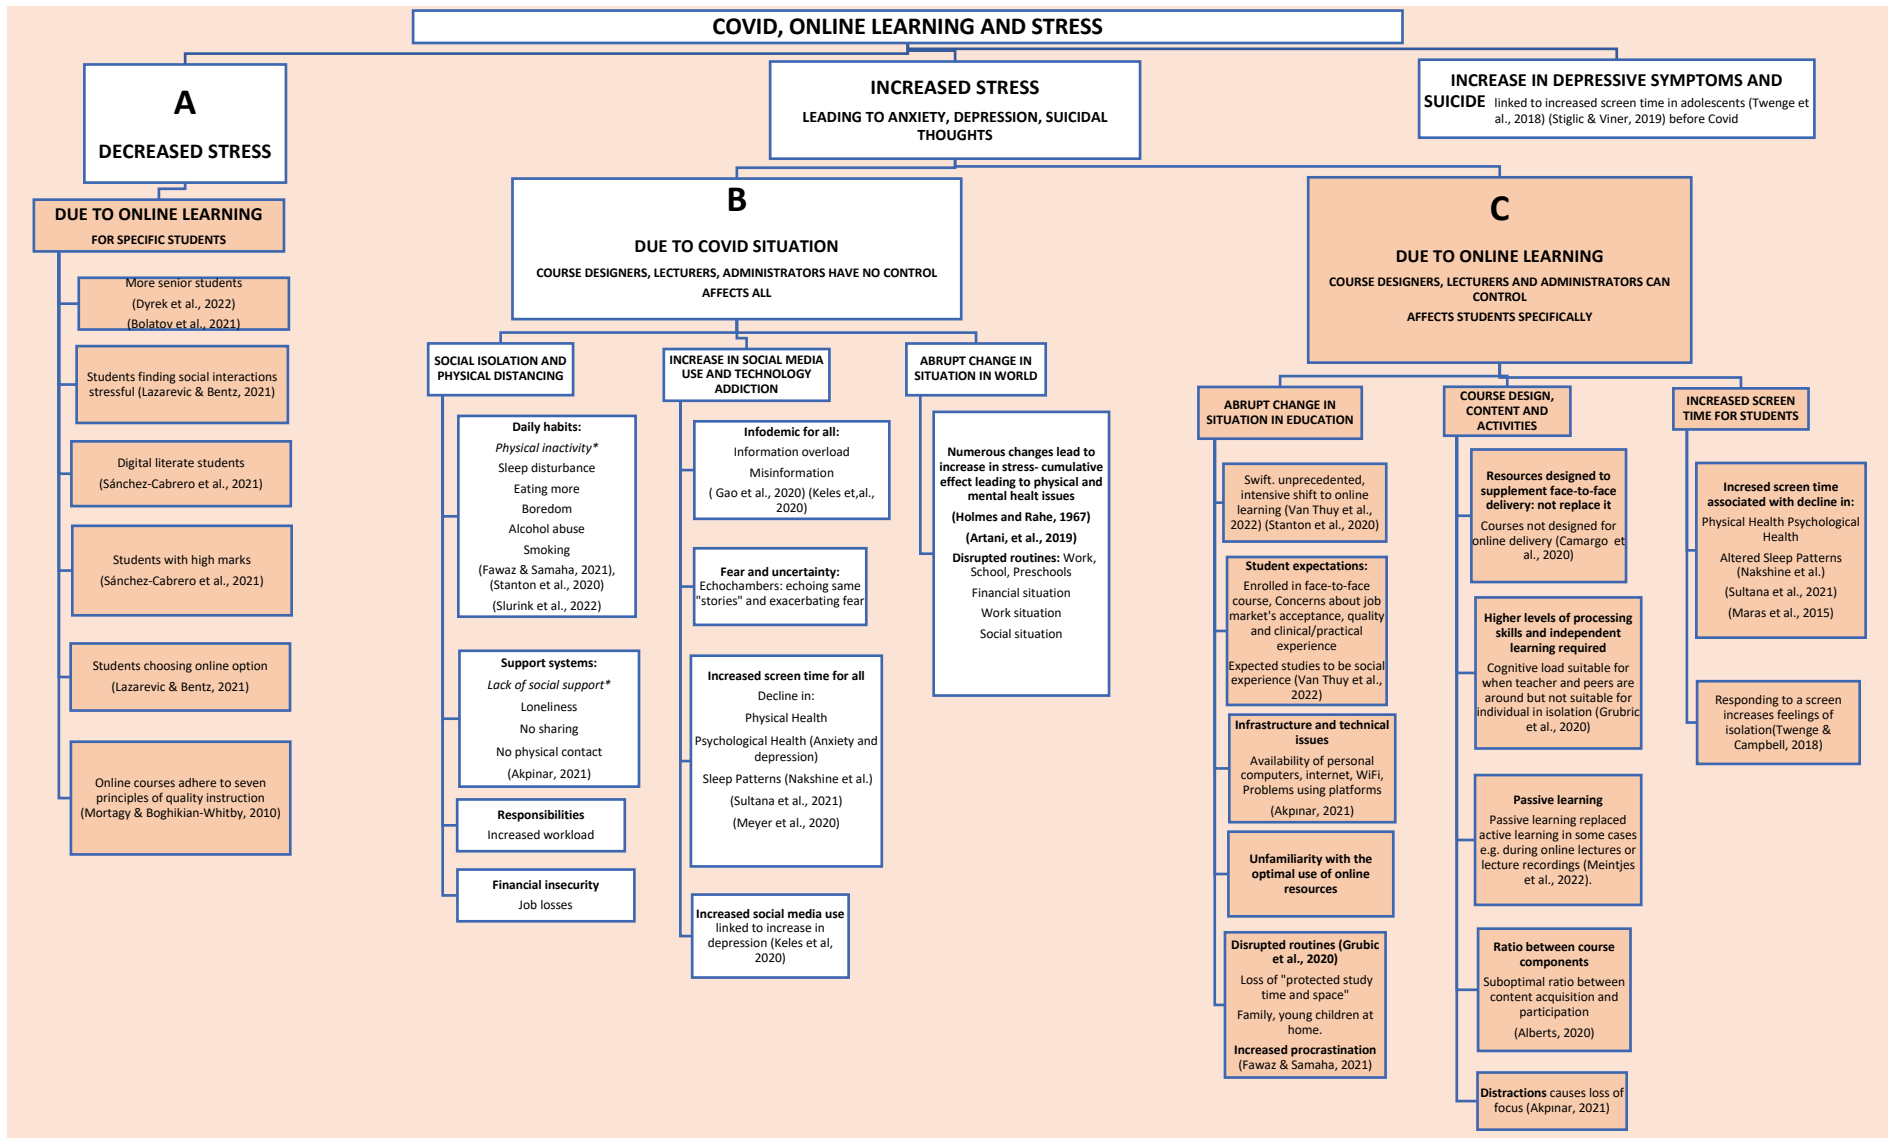 COVID, ONLINE LEARNING AND STRESS
A
DECREASED STRESS
DUE TO ONLINE LEARNING
FOR SPECIFIC STUDENTS
More senior students
(Dyrek et al., 2022)
(Bolatov et al., 2021)
Students finding social interactions
stressful (Lazarevic & Bentz, 2021)
Digital literate students
(Sánchez-Cabrero et al., 2021)
Students with high marks
(Sánchez-Cabrero et al., 2021)
Students choosing online option
(Lazarevic & Bentz, 2021)
Online courses adhere to seven
principles of quality instruction
(Mortagy & Boghikian-Whitby, 2010)
INCREASED STRESS
LEADING TO ANXIETY, DEPRESSION, SUICIDAL
THOUGHTS
B
DUE TO COVID SITUATION
COURSE DESIGNERS, LECTURERS, ADMINISTRATORS HAVE NO CONTROL
AFFECTS ALL
SOCIAL ISOLATION AND
PHYSICAL DISTANCING
Daily habits:
Physical inactivity*
Sleep disturbance
Eating more
Boredom
Alcohol abuse
Smoking
(Fawaz & Samaha, 2021),
(Stanton et al., 2020)
(Slurink et al., 2022)
Support systems:
Lack of social support*
Loneliness
No sharing
No physical contact
(Akpinar, 2021)
Responsibilities
Increased workload
Financial insecurity
Job losses
INCREASE IN SOCIAL MEDIA
USE AND TECHNOLOGY
ADDICTION
Infodemic for all:
Information overload
Misinformation
( Gao et al., 2020) (Keles et,al.,
2020)
Fear and uncertainty:
Echochambers: echoing same
"stories" and exacerbating fear
Increased screen time for all
Decline in:
Physical Health
Psychological Health (Anxiety and
depression)
Sleep Patterns (Nakshine et al.)
(Sultana et al., 2021)
(Meyer et al., 2020)
Increased social media use
linked to increase in
depression (Keles et al,
2020)
ABRUPT CHANGE IN
SITUATION IN WORLD
Numerous changes lead to
increase in stress- cumulative
effect leading to physical and
mental healt issues
(Holmes and Rahe, 1967)
(Artani, et al., 2019)
Disrupted routines: Work,
School, Preschools
Financial situation
Work situation
Social situation
C
DUE TO ONLINE LEARNING
COURSE DESIGNERS, LECTURERS AND ADMINISTRATORS CAN
CONTROL
AFFECTS STUDENTS SPECIFICALLY
ABRUPT CHANGE IN
SITUATION IN EDUCATION
Swift. unprecedented,
intensive shift to online
learning (Van Thuy et al.,
2022) (Stanton et al., 2020)
Student expectations:
Enrolled in face-to-face
course, Concerns about job
market's acceptance, quality
and clinical/practical
experience
Expected studies to be social
experience (Van Thuy et al.,
2022)
Infrastructure and technical
issues
Availability of personal
computers, internet, WiFi,
Problems using platforms
(Akpınar, 2021)
Unfamiliarity with the
optimal use of online
resources
Disrupted routines (Grubic
et al., 2020)
Loss of "protected study
time and space"
Family, young children at
home.
Increased procrastination
(Fawaz & Samaha, 2021)
COURSE DESIGN,
CONTENT AND
ACTIVITIES
Resources designed to
supplement face-to-face
delivery: not replace it
Courses not designed for
online delivery (Camargo et
al., 2020)
Higher levels of processing
skills and independent
learning required
Cognitive load suitable for
when teacher and peers are
around but not suitable for
individual in isolation (Grubric
et al., 2020)
Passive learning
Passive learning replaced
active learning in some cases
e.g. during online lectures or
lecture recordings (Meintjes
et al., 2022).
Ratio between course
components
Suboptimal ratio between
content acquisition and
participation
(Alberts, 2020)
Distractions causes loss of
focus (Akpınar, 2021)
INCREASED SCREEN
TIME FOR STUDENTS
Incresed screen time
associated with decline in:
Physical Health Psychological
Health
Altered Sleep Patterns
(Nakshine et al.)
(Sultana et al., 2021)
(Maras et al., 2015)
Responding to a screen
increases feelings of
isolation(Twenge &
Campbell, 2018)
INCREASE IN DEPRESSIVE SYMPTOMS AND
SUICIDE linked to increased screen time in adolescents (Twenge et
al., 2018) (Stiglic & Viner, 2019) before Covid